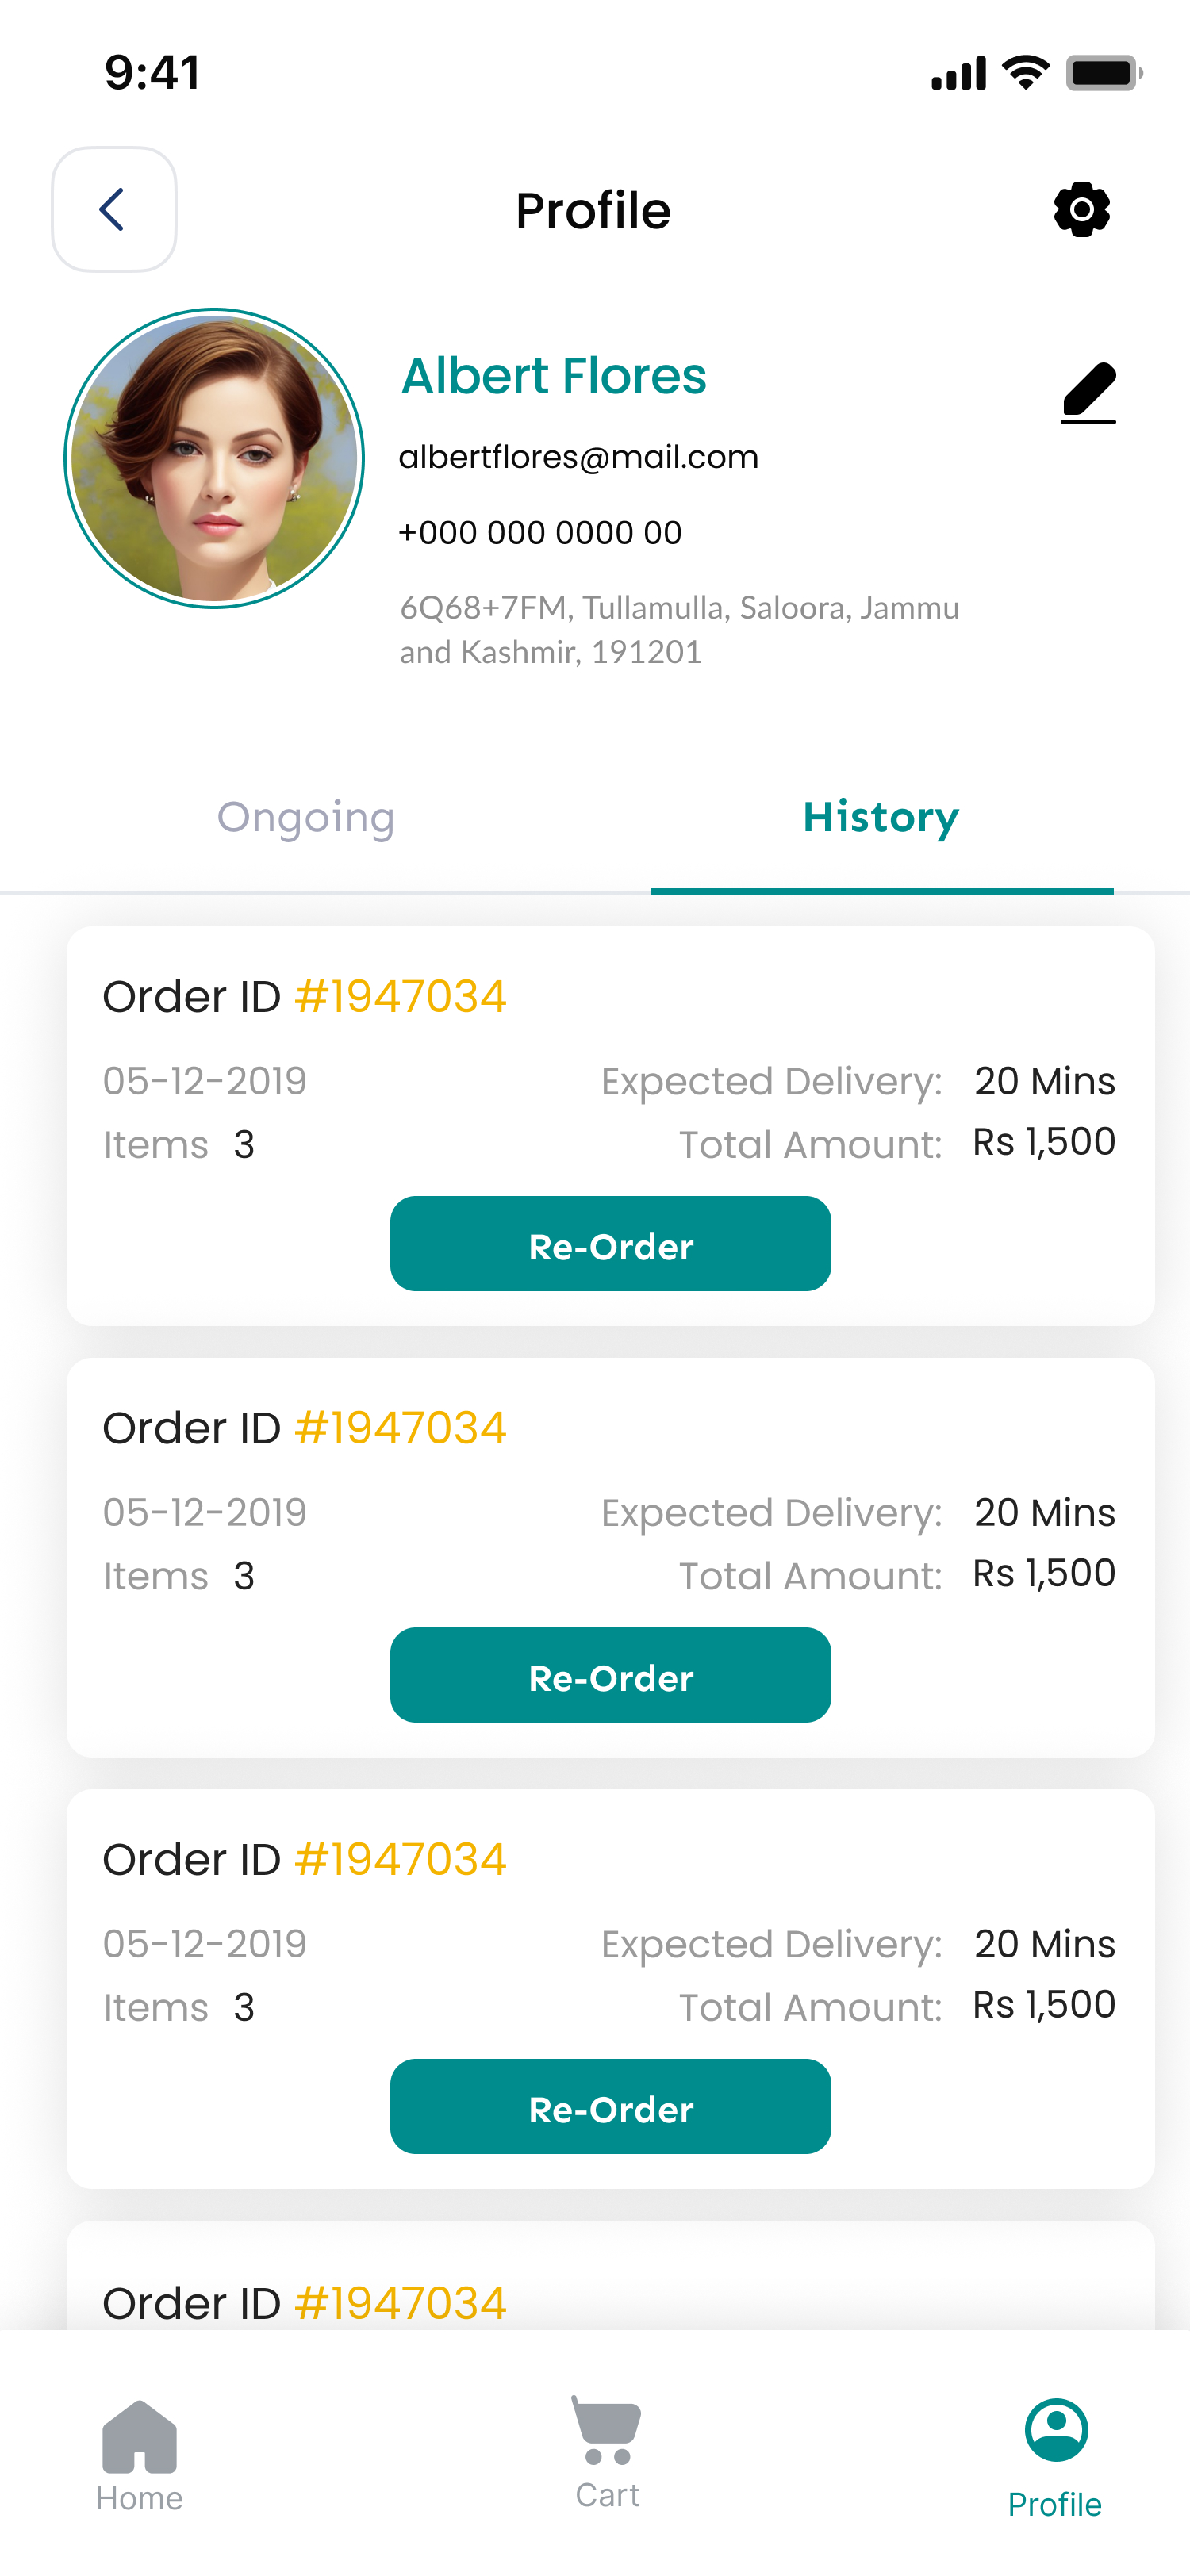 9:41
Profile
Albert Flores
albertflores@mail.com
+000 000 0000 00
6Q68+7FM, Tullamulla, Saloora, Jammu
and Kashmir, 191201
Ongoing History
Order ID #1947034
05-12-2019 Expected Delivery: 20 Mins
Items 3 Total Amount: Rs 1,500
Re-Order
Order ID #1947034
05-12-2019 Expected Delivery: 20 Mins
Items 3 Total Amount: Rs 1,500
Re-Order
Order ID #1947034
05-12-2019 Expected Delivery: 20 Mins
Items 3 Total Amount: Rs 1,500
Re-Order
Order ID #1947034
Home Cart Profile